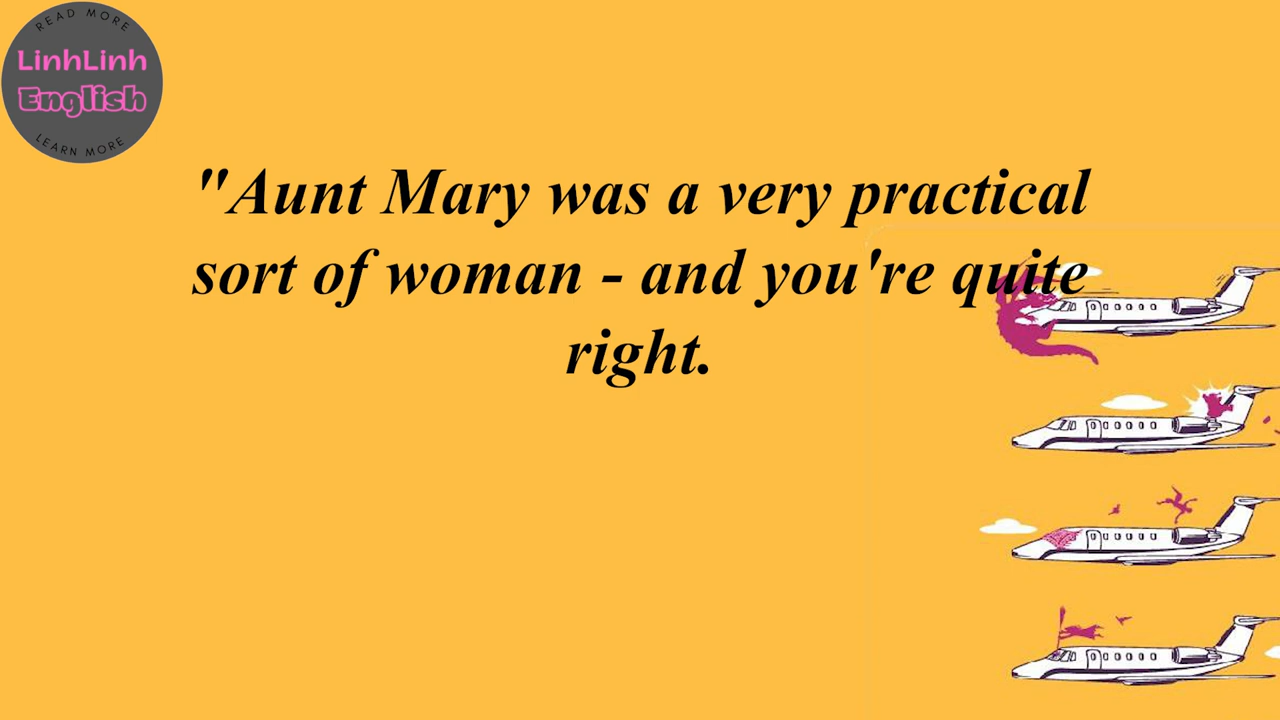 READ MORE
LinhLinh
English
LEARN MORE
"Aunt Mary was a very practical
sort of woman - and you're quite
right.